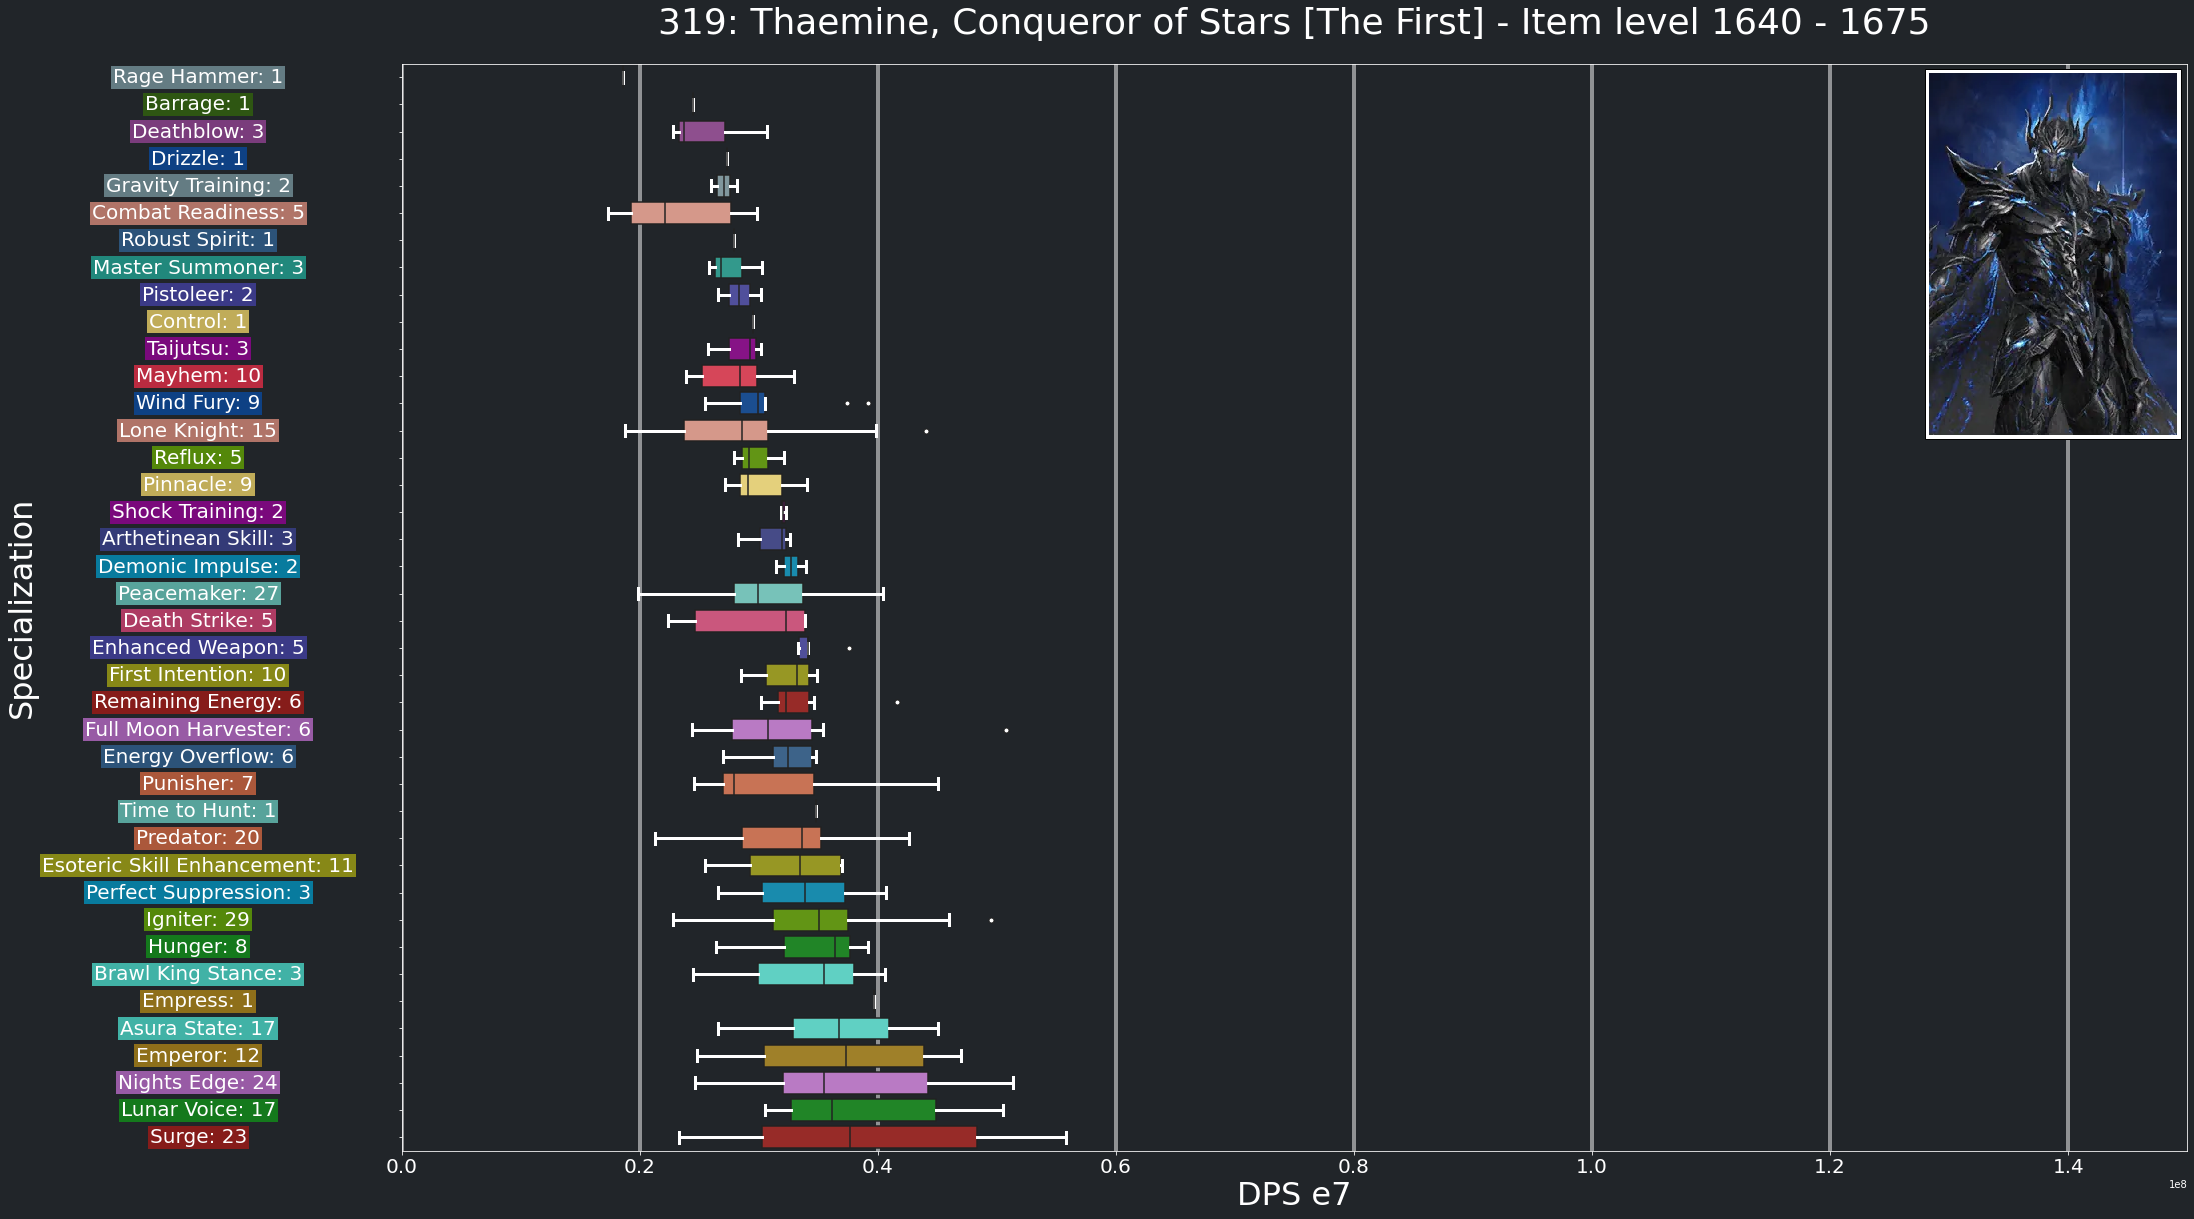 319: Thaemine, Conqueror of Stars [The First] - Item level 1640 - 1675
Specialization
Rage Hammer: 1
Barrage: 1
Deathblow: 3
Drizzle: 1
Gravity Training: 2
Combat Readiness: 5
Robust Spirit: 1
Master Summoner: 3
Pistoleer: 2
Control: 1
Taijutsu: 3
Mayhem: 10
Wind Fury: 9
Lone Knight: 15
Reflux: 5
Pinnacle: 9
Shock Training: 2
Arthetinean Skill: 3
Demonic Impulse: 2
Peacemaker: 27
Death Strike: 5
Enhanced Weapon: 5
First Intention: 10
Remaining Energy: 6
Full Moon Harvester: 6
Energy Overflow: 6
Punisher: 7
Time to Hunt: 1
Predator: 20
Esoteric Skill Enhancement: 11
Perfect Suppression: 3
Igniter: 29
Hunger: 8
Brawl King Stance: 3
Empress: 1
Asura State: 17
Emperor: 12
Nights Edge: 24
Lunar Voice: 17
Surge: 23
0.0 0.2 0.4 0.6 0.8 1.0 1.2 1.4
1e8
DPS e7